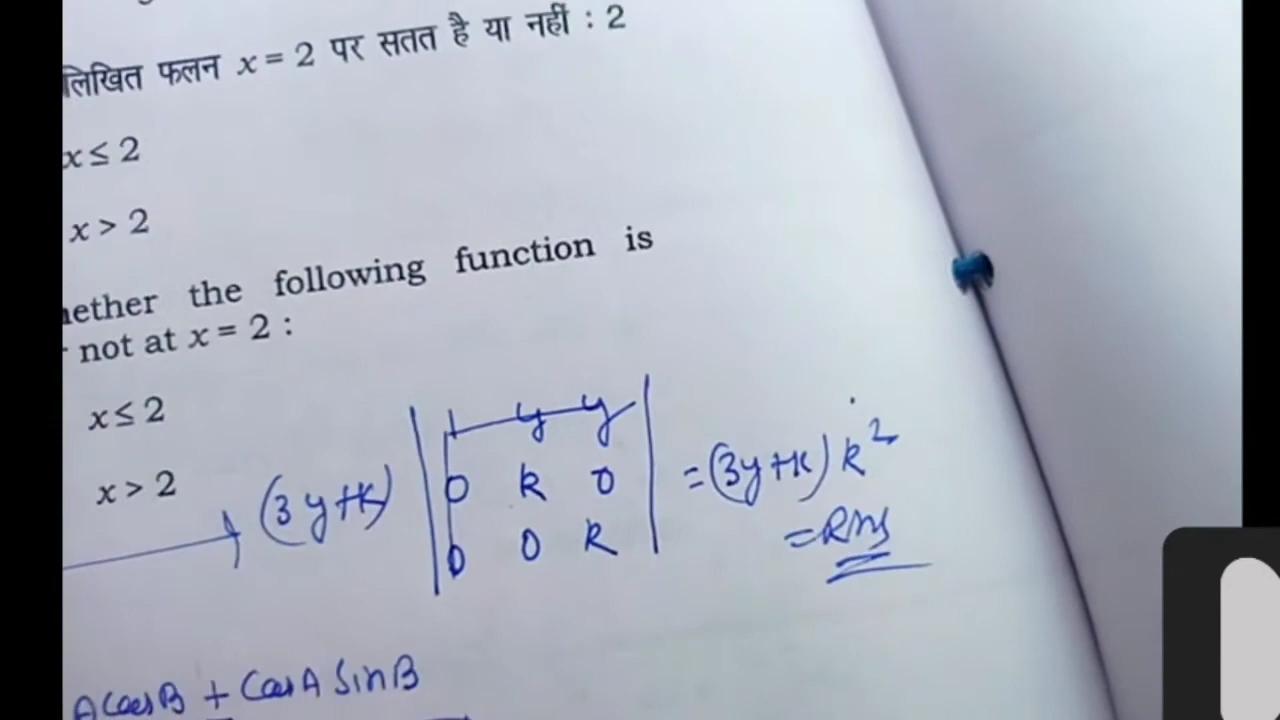 लिखित फलन x = 2 पर सतत है या नहीं : 2
x ≤ 2
x > 2
hether the following function is
not at x = 2 :
x ≤ 2
x > 2
(3y+k) | 1 y y | = (3y+k) k²
| 0 k 0 |
| 0 0 k |
= RHS
A cos B + Cos A Sin B